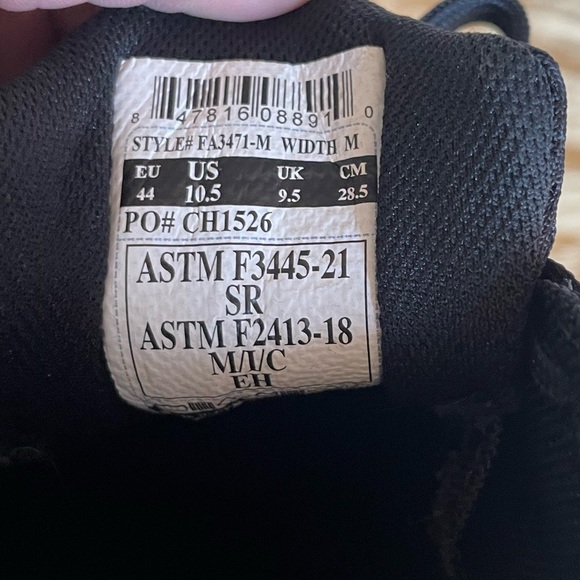 8 47816 08891 0
STYLE# FA3471-M WIDTH M
EU US UK CM
44 10.5 9.5 28.5
PO# CH1526
ASTM F3445-21
SR
ASTM F2413-18
M/I/C
EH